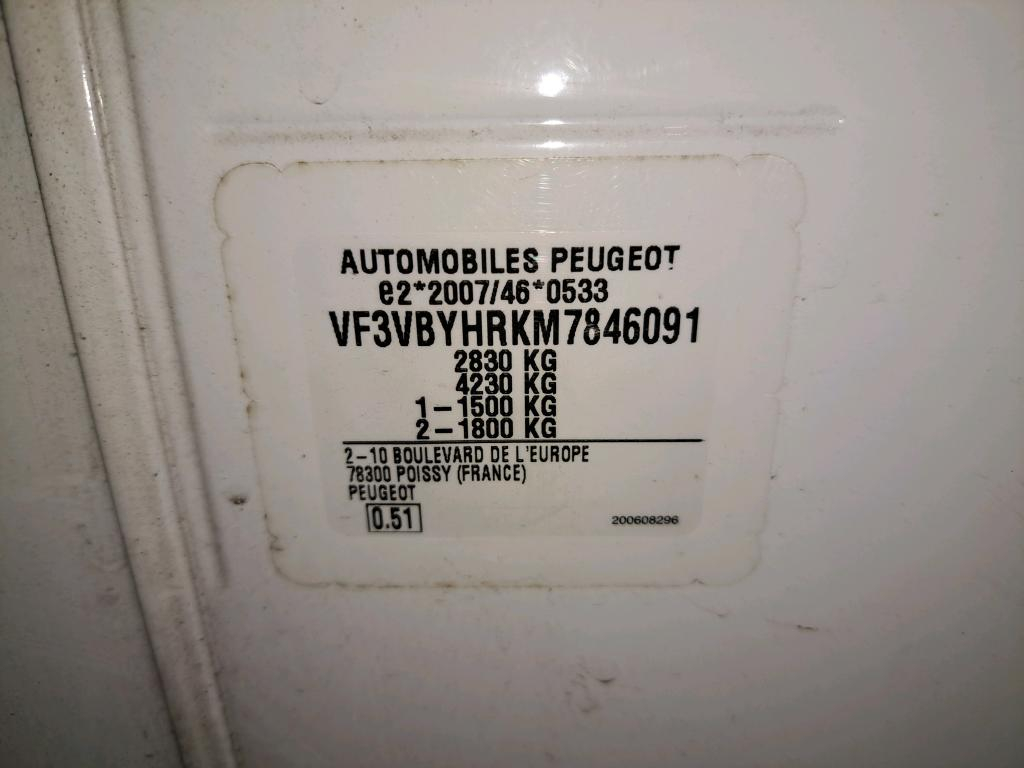 AUTOMOBILES PEUGEOT
e2*2007/46*0533
VF3VBYHRKM7846091
2830 KG
4230 KG
1-1500 KG
2-1800 KG
2-10 BOULEVARD DE L'EUROPE
78300 POISSY (FRANCE)
PEUGEOT
0.51
200608296